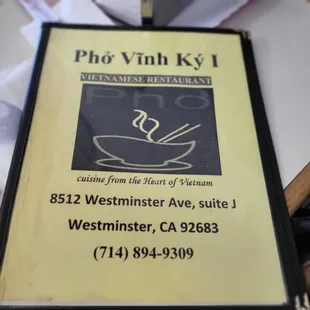 Phở Vĩnh Ký I
VIETNAMESE RESTAURANT
Phở
cuisine from the Heart of Vietnam
8512 Westminster Ave, suite J
Westminster, CA 92683
(714) 894-9309